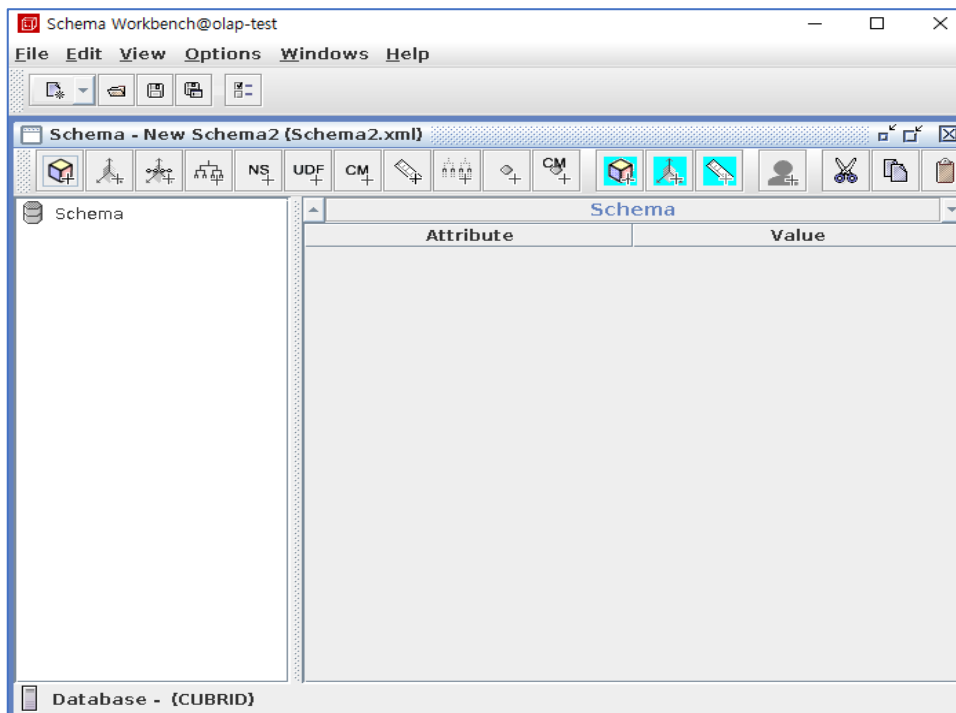 Schema Workbench@olap-test
File Edit View Options Windows Help
Schema - New Schema2 (Schema2.xml)
NS UDF CM CM
Schema
Schema
Attribute Value
Database - (CUBRID)